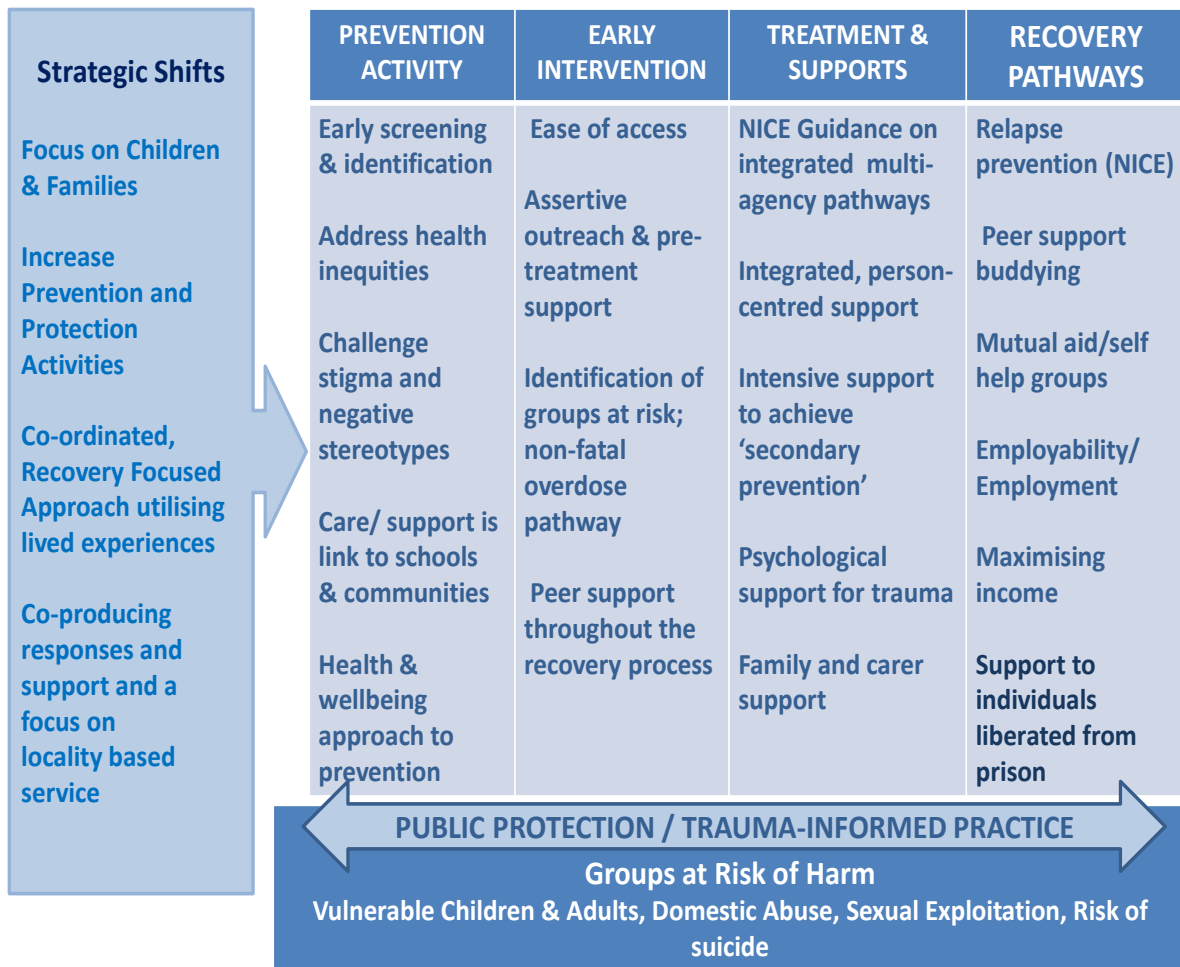 Strategic Shifts
Focus on Children
& Families
Increase
Prevention and
Protection
Activities
Co-ordinated,
Recovery Focused
Approach utilising
lived experiences
Co-producing
responses and
support and a
focus on
locality based
service
PREVENTION
ACTIVITY
Early screening
& identification
Address health
inequities
Challenge
stigma and
negative
stereotypes
Care/ support is
link to schools
& communities
Health &
wellbeing
approach to
prevention
EARLY
INTERVENTION
Ease of access
Assertive
outreach & pre-
treatment
support
Identification of
groups at risk;
non-fatal
overdose
pathway
Peer support
throughout the
recovery process
TREATMENT &
SUPPORTS
NICE Guidance on
integrated multi-
agency pathways
Integrated, person-
centred support
Intensive support
to achieve
‘secondary
prevention’
Psychological
support for trauma
Family and carer
support
RECOVERY
PATHWAYS
Relapse
prevention (NICE)
Peer support
buddying
Mutual aid/self
help groups
Employability/
Employment
Maximising
income
Support to
individuals
liberated from
prison
PUBLIC PROTECTION / TRAUMA-INFORMED PRACTICE
Groups at Risk of Harm
Vulnerable Children & Adults, Domestic Abuse, Sexual Exploitation, Risk of
suicide